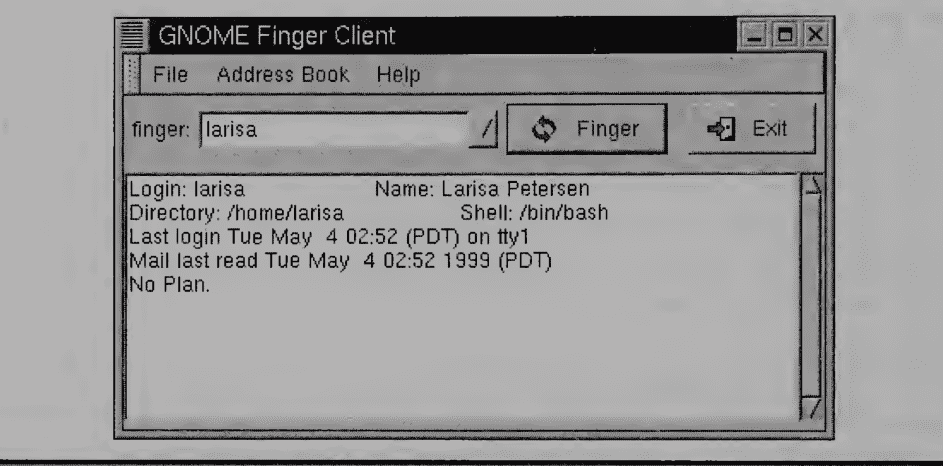 GNOME Finger Client
File Address Book Help
finger: larisa Finger Exit
Login: larisa Name: Larisa Petersen
Directory: /home/larisa Shell: /bin/bash
Last login Tue May 4 02:52 (PDT) on tty1
Mail last read Tue May 4 02:52 1999 (PDT)
No Plan.